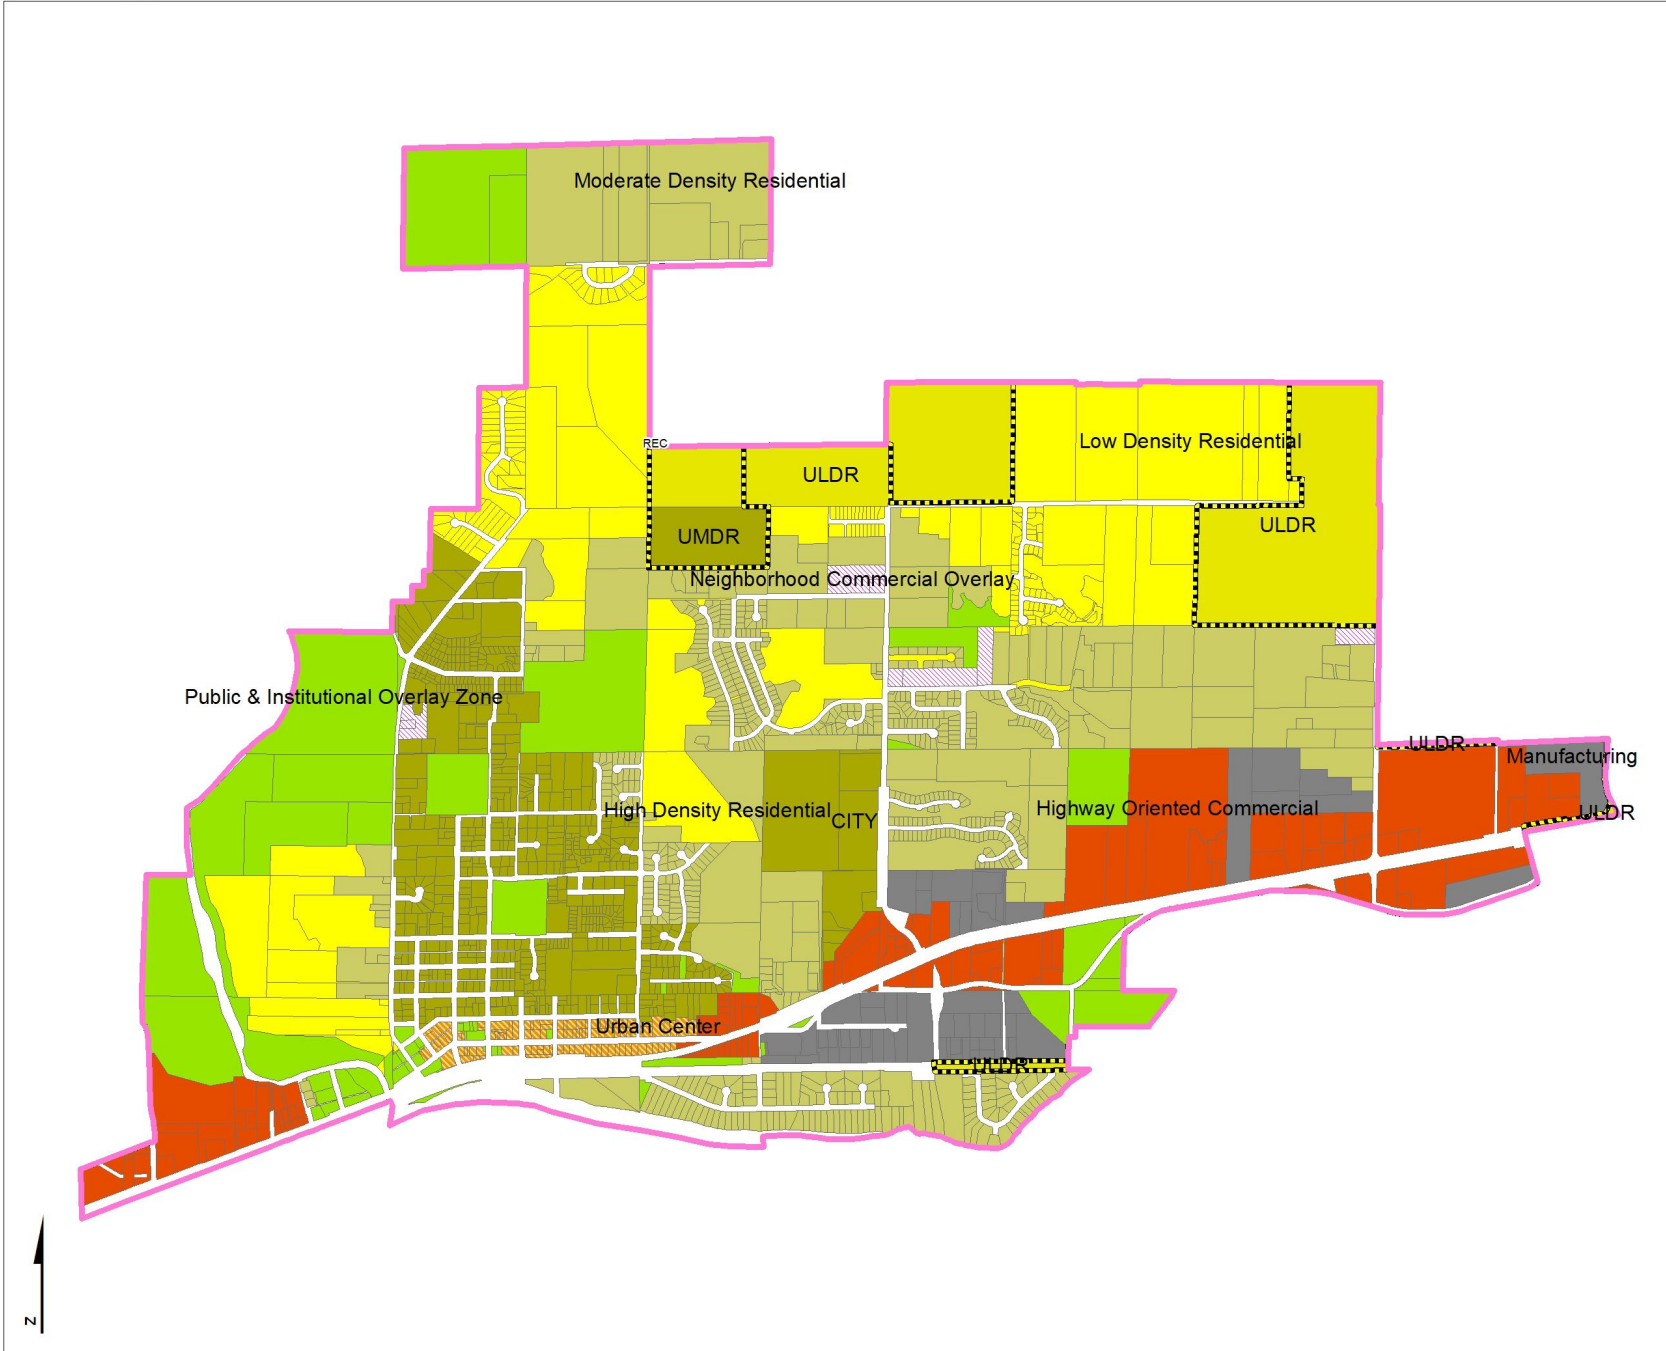 Moderate Density Residential
REC
Low Density Residential
ULDR
ULDR
UMDR
Neighborhood Commercial Overlay
Public & Institutional Overlay Zone
ULDR
Manufacturing
High Density Residential
CITY
Highway Oriented Commercial
ULDR
Urban Center
ULDR
N